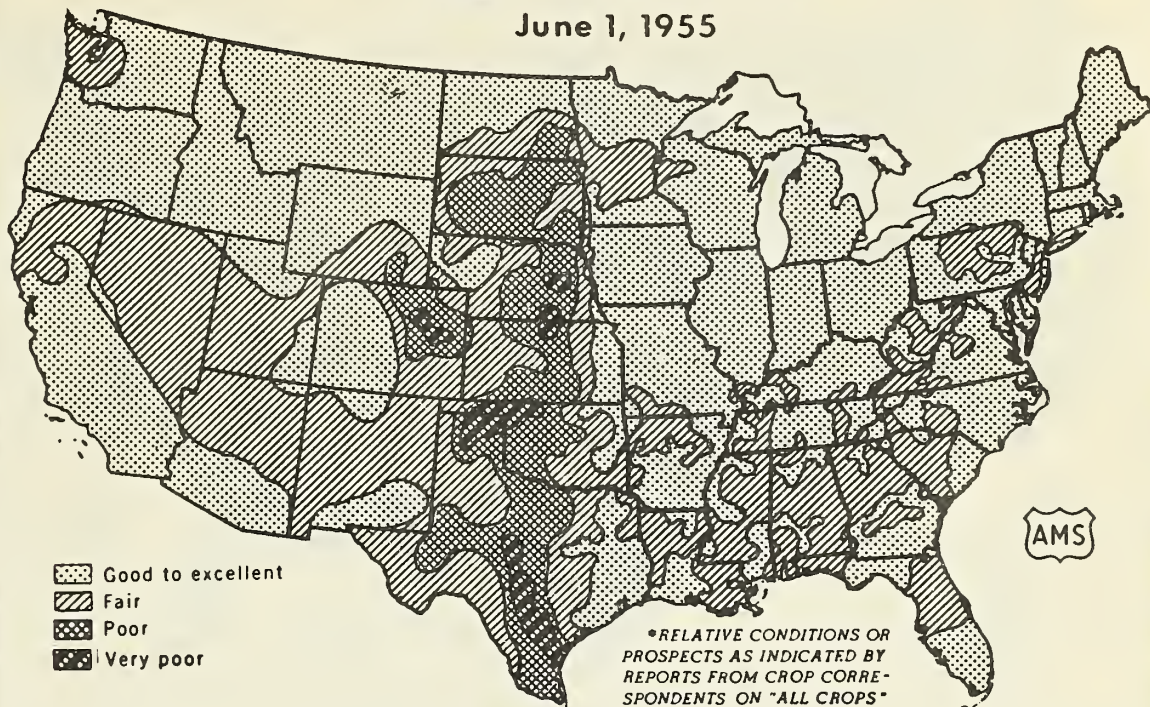 June 1, 1955
Good to excellent
Fair
Poor
Very poor
AMS
*RELATIVE CONDITIONS OR
PROSPECTS AS INDICATED BY
REPORTS FROM CROP CORRE-
SPONDENTS ON "ALL CROPS"